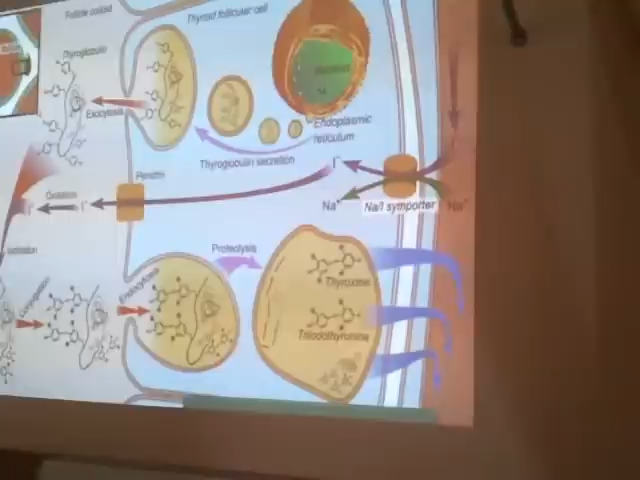 Follicle colloid
Thyroid follicular cell
Thyroglobulin
Exocytosis
Endoplasmic
reticulum
Thyroglobulin secretion
Pendrin
I⁻
Na⁺
Na/I symporter
Na⁺
Oxidation
I⁻
I⁻
Conjugation
Endocytosis
Proteolysis
Thyroxine
Triiodothyronine